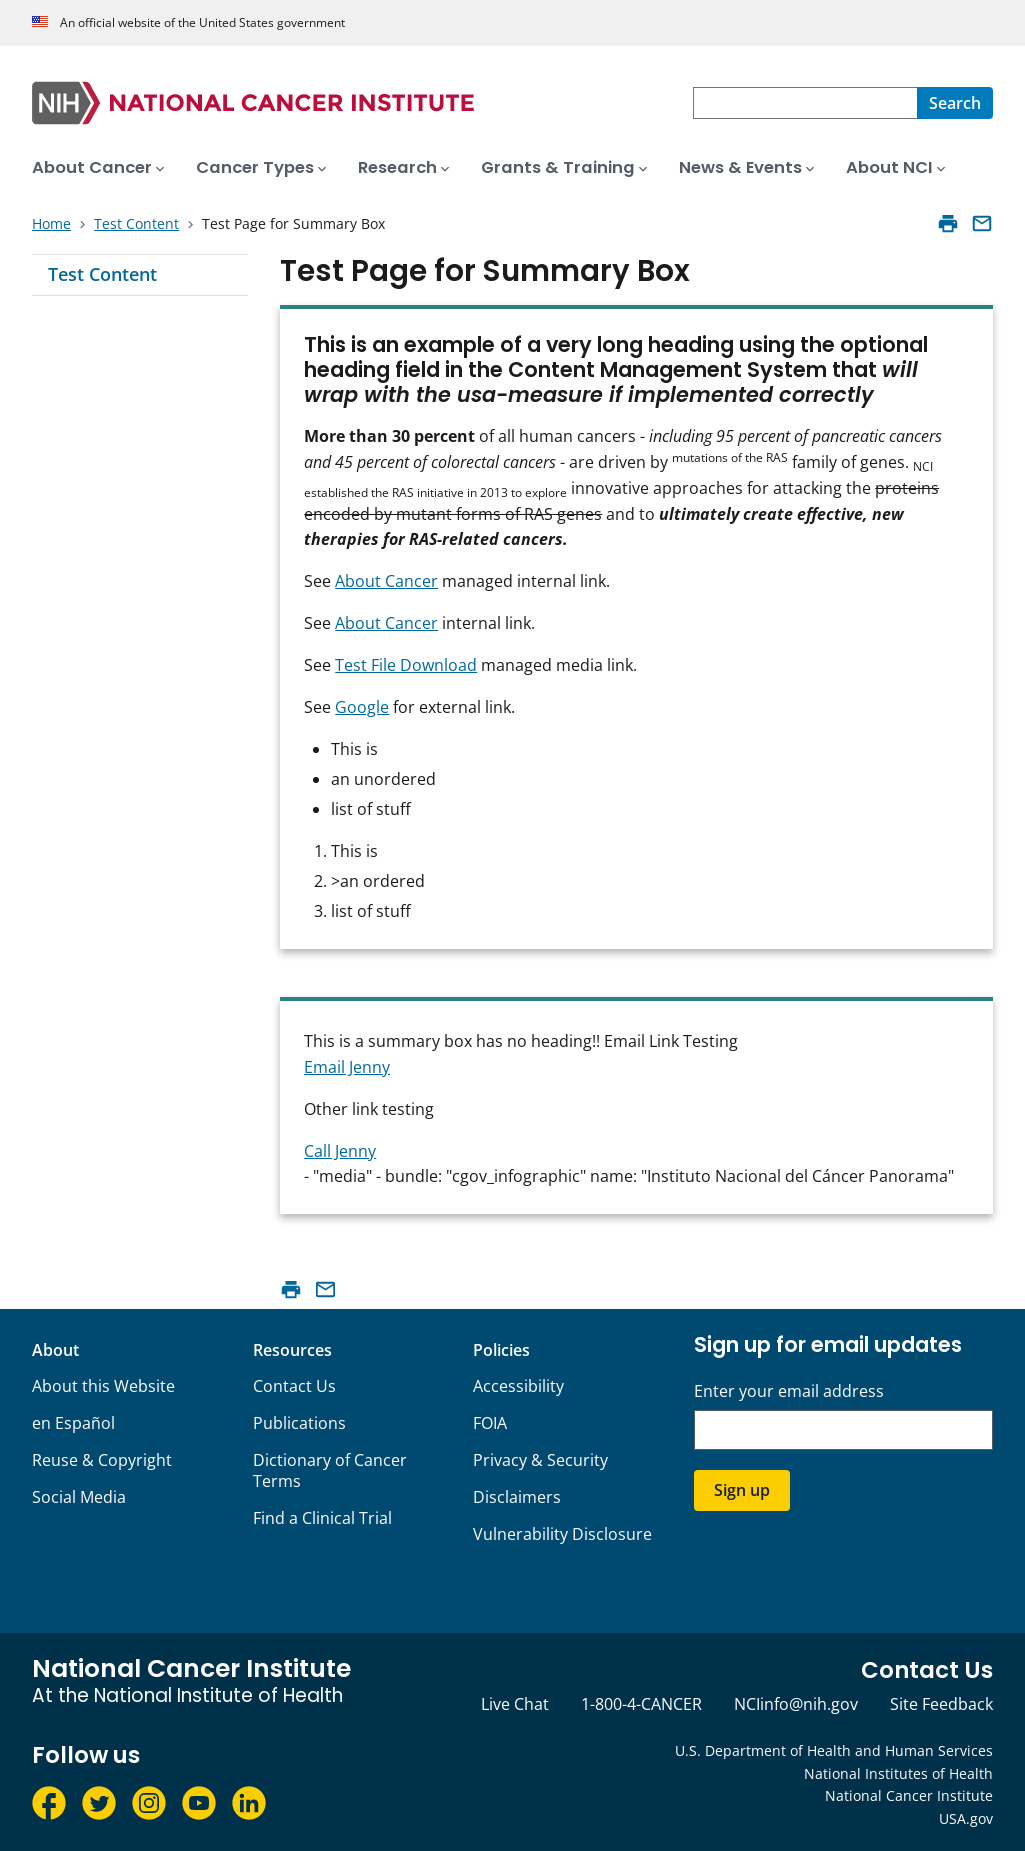 An official website of the United States government
NIH NATIONAL CANCER INSTITUTE
Search
About Cancer Cancer Types Research Grants & Training News & Events About NCI
Home Test Content Test Page for Summary Box
Test Content
Test Page for Summary Box
This is an example of a very long heading using the optional
heading field in the Content Management System that will
wrap with the usa-measure if implemented correctly
More than 30 percent of all human cancers - including 95 percent of pancreatic cancers
and 45 percent of colorectal cancers - are driven by mutations of the RAS family of genes. NCI
established the RAS initiative in 2013 to explore innovative approaches for attacking the proteins
encoded by mutant forms of RAS genes and to ultimately create effective, new
therapies for RAS-related cancers.
See About Cancer managed internal link.
See About Cancer internal link.
See Test File Download managed media link.
See Google for external link.
• This is
• an unordered
• list of stuff
1. This is
2. >an ordered
3. list of stuff
This is a summary box has no heading!! Email Link Testing
Email Jenny
Other link testing
Call Jenny
- "media" - bundle: "cgov_infographic" name: "Instituto Nacional del Cáncer Panorama"
About
About this Website
en Español
Reuse & Copyright
Social Media
Resources
Contact Us
Publications
Dictionary of Cancer
Terms
Find a Clinical Trial
Policies
Accessibility
FOIA
Privacy & Security
Disclaimers
Vulnerability Disclosure
Sign up for email updates
Enter your email address
Sign up
National Cancer Institute
At the National Institute of Health
Follow us
Contact Us
Live Chat 1-800-4-CANCER NCIinfo@nih.gov Site Feedback
U.S. Department of Health and Human Services
National Institutes of Health
National Cancer Institute
USA.gov